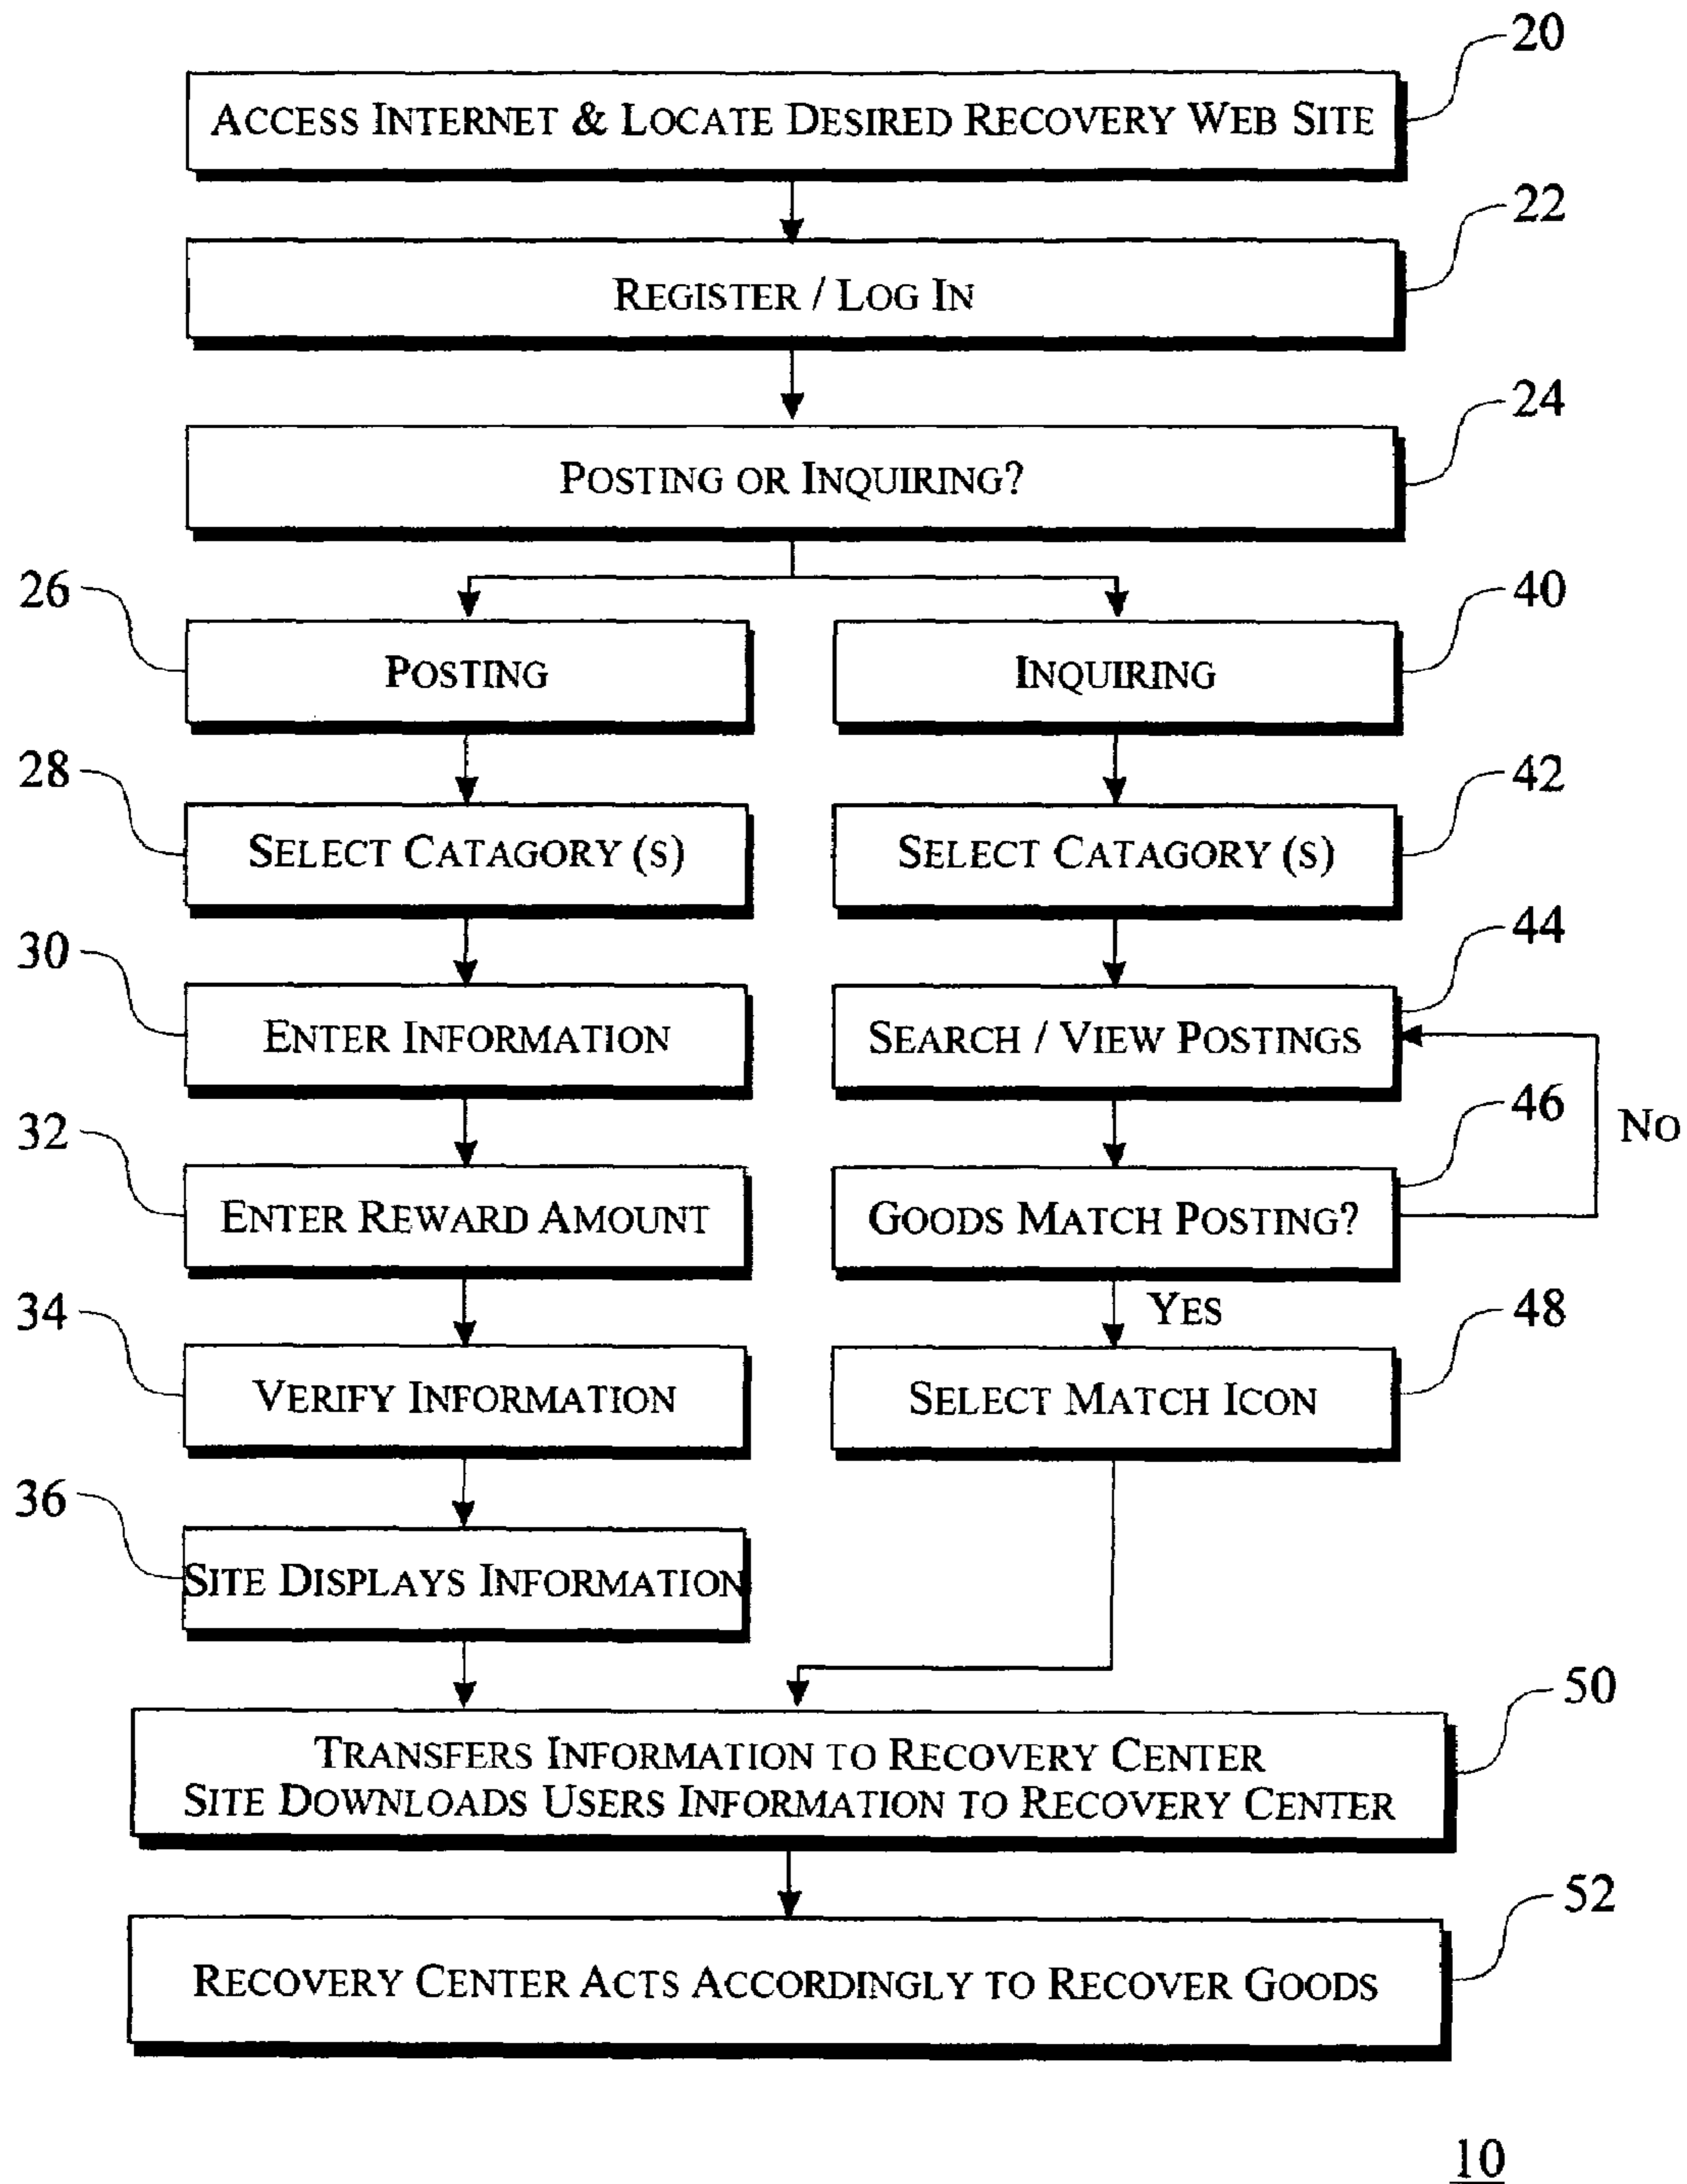 20
ACCESS INTERNET & LOCATE DESIRED RECOVERY WEB SITE
22
REGISTER / LOG IN
24
POSTING OR INQUIRING?
26
POSTING
40
INQUIRING
28
SELECT CATAGORY (S)
42
SELECT CATAGORY (S)
30
ENTER INFORMATION
44
SEARCH / VIEW POSTINGS
32
ENTER REWARD AMOUNT
46
GOODS MATCH POSTING?
NO
YES
34
VERIFY INFORMATION
48
SELECT MATCH ICON
36
SITE DISPLAYS INFORMATION
50
TRANSFERS INFORMATION TO RECOVERY CENTER
SITE DOWNLOADS USERS INFORMATION TO RECOVERY CENTER
52
RECOVERY CENTER ACTS ACCORDINGLY TO RECOVER GOODS
10